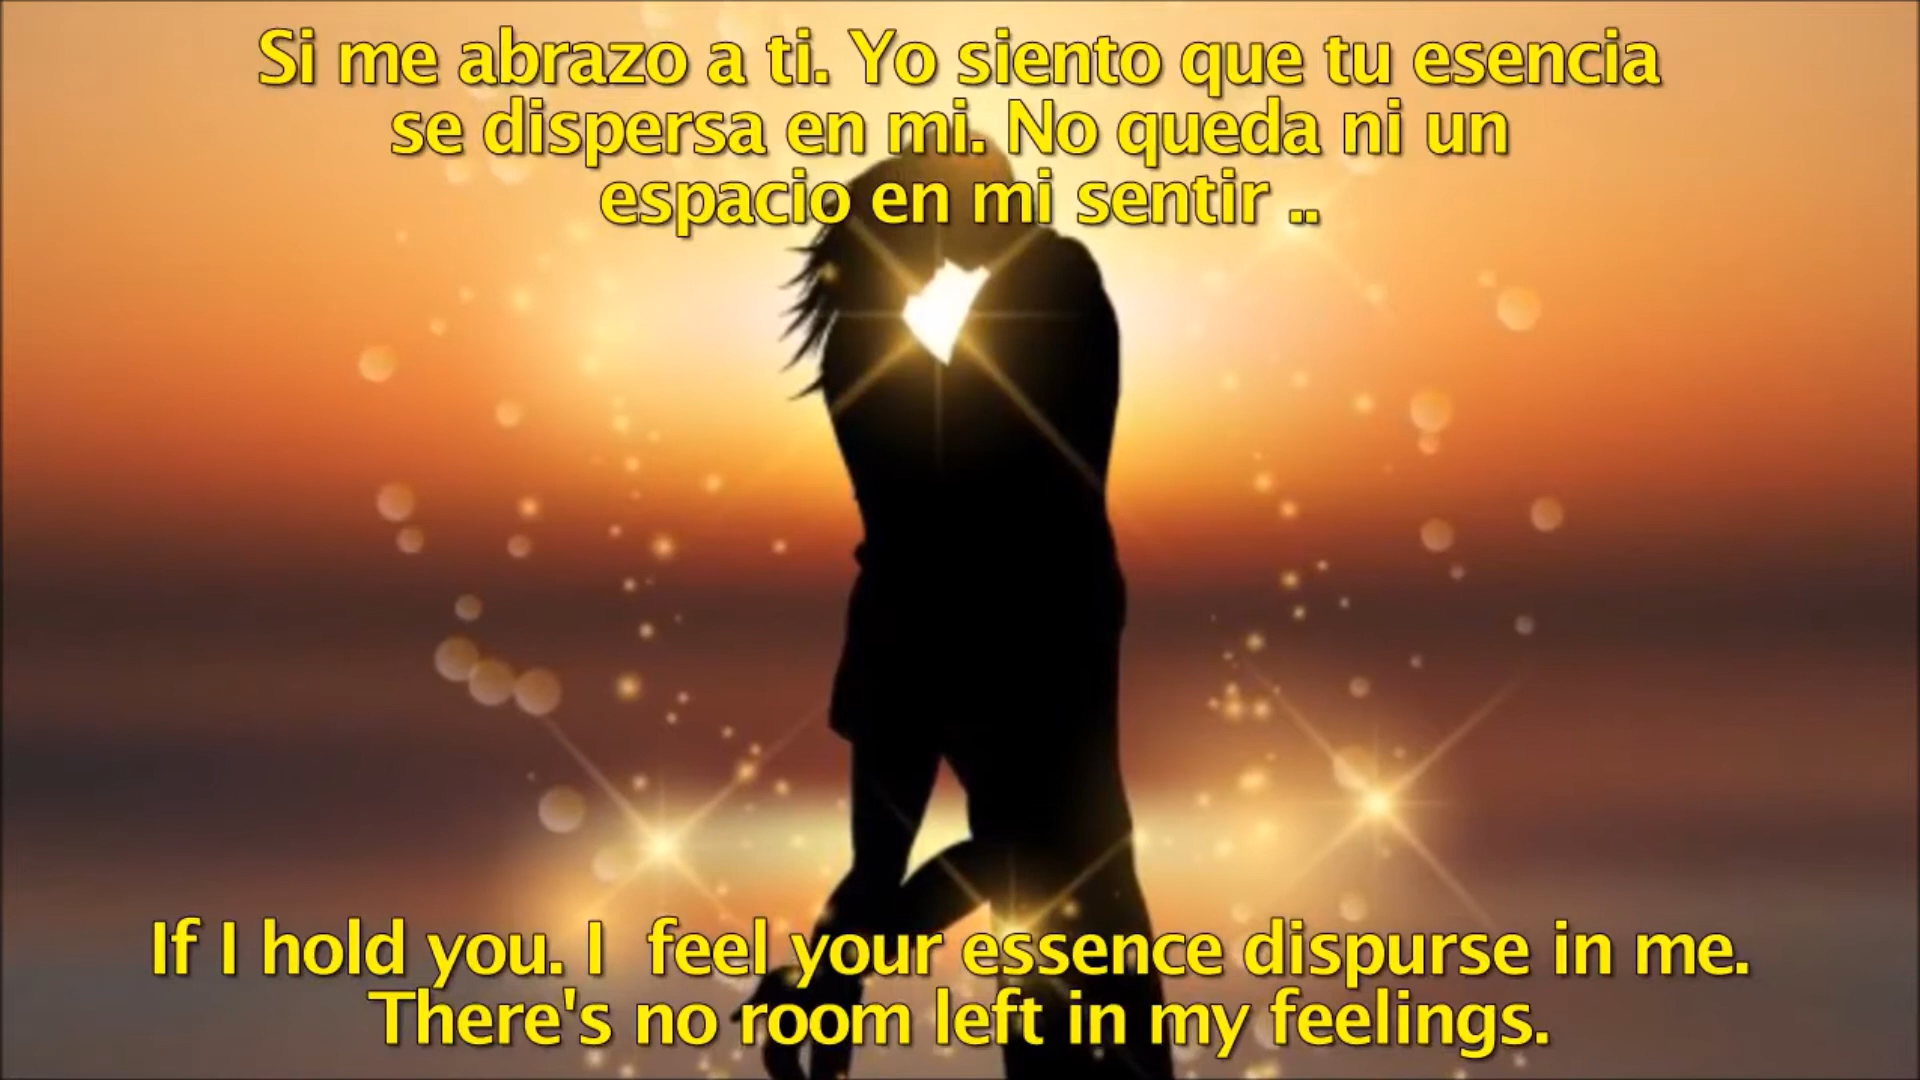 Si me abrazo a ti. Yo siento que tu esencia
se dispersa en mi. No queda ni un
espacio en mi sentir ..
If I hold you. I  feel your essence dispurse in me.
There's no room left in my feelings.